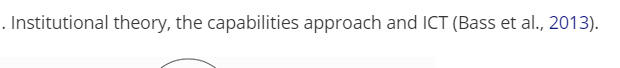 . Institutional theory, the capabilities approach and ICT (Bass et al., 2013).